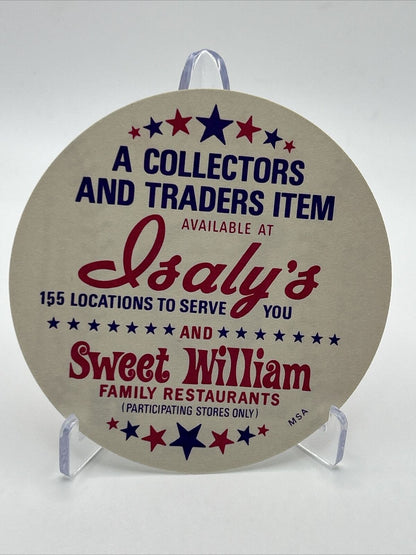 A COLLECTORS
AND TRADERS ITEM
AVAILABLE AT
Isaly's
155 LOCATIONS TO SERVE YOU
AND
Sweet William
FAMILY RESTAURANTS
(PARTICIPATING STORES ONLY)
MSA